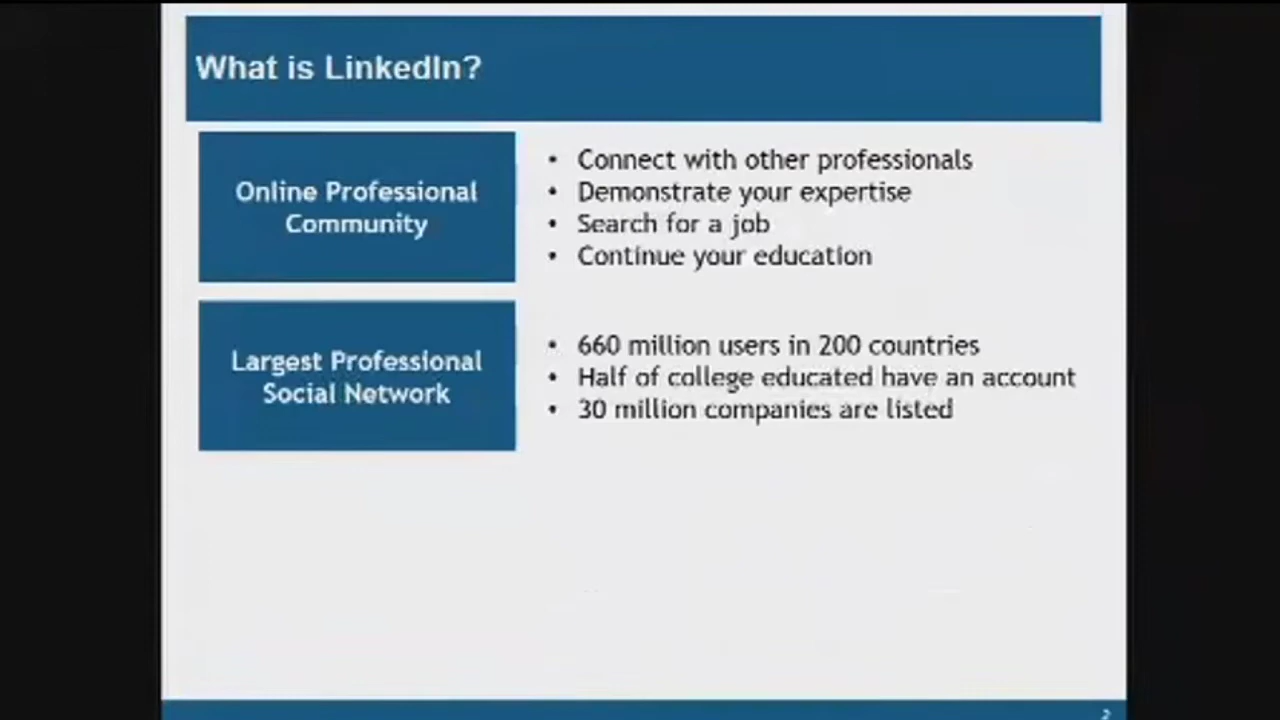 What is LinkedIn?
Online Professional
Community
• Connect with other professionals
• Demonstrate your expertise
• Search for a job
• Continue your education
Largest Professional
Social Network
• 660 million users in 200 countries
• Half of college educated have an account
• 30 million companies are listed
2